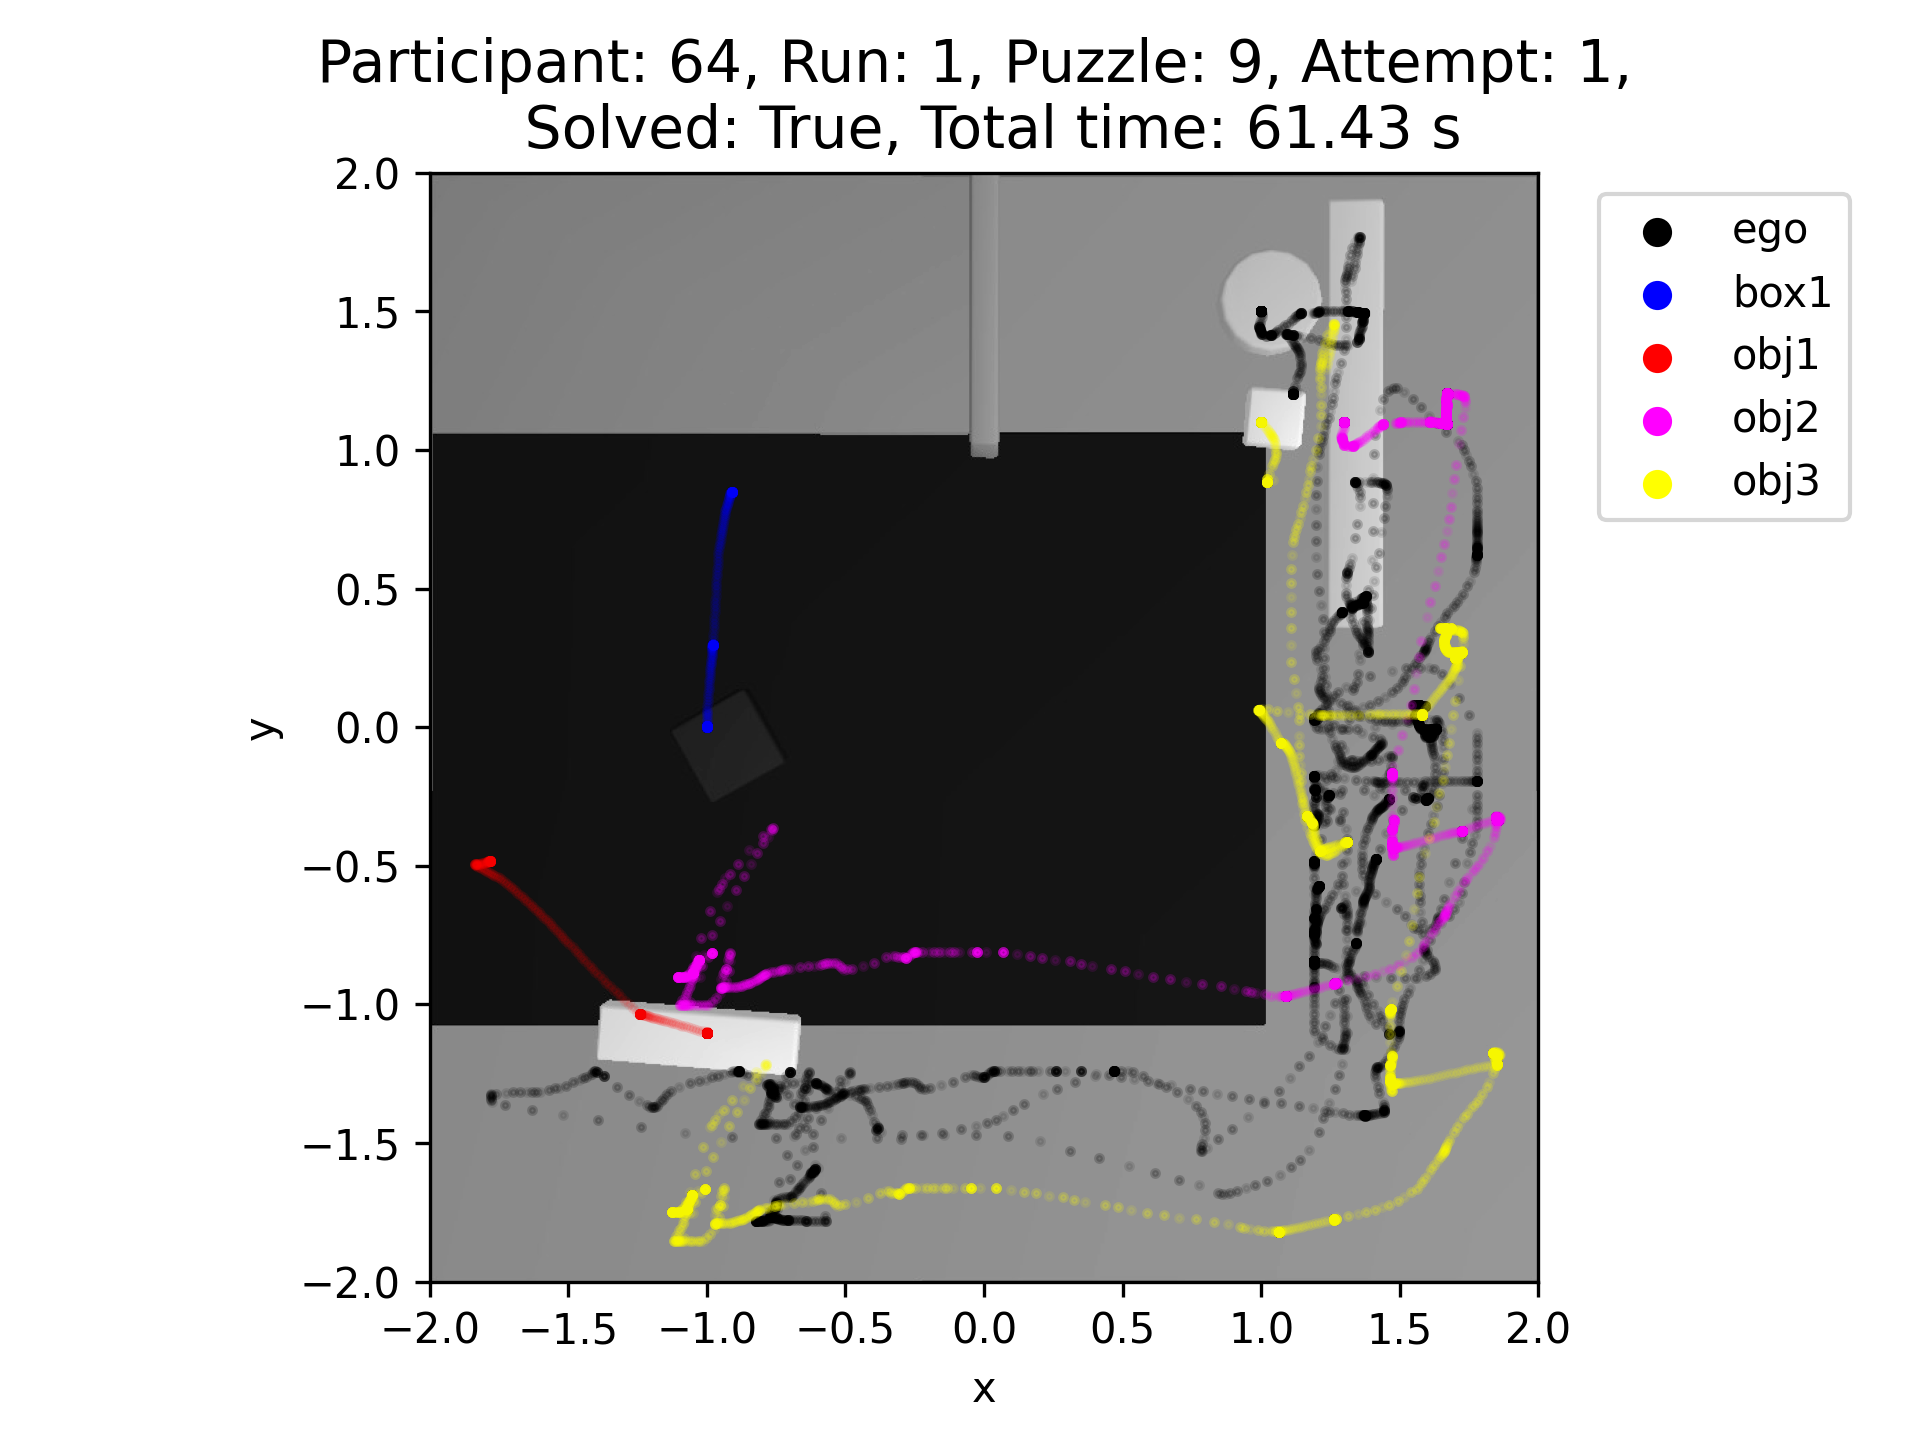 Participant: 64, Run: 1, Puzzle: 9, Attempt: 1,
Solved: True, Total time: 61.43 s
2.0
1.5
1.0
0.5
0.0
−0.5
−1.0
−1.5
−2.0
y
−2.0 −1.5 −1.0 −0.5 0.0 0.5 1.0 1.5 2.0
x
ego
box1
obj1
obj2
obj3